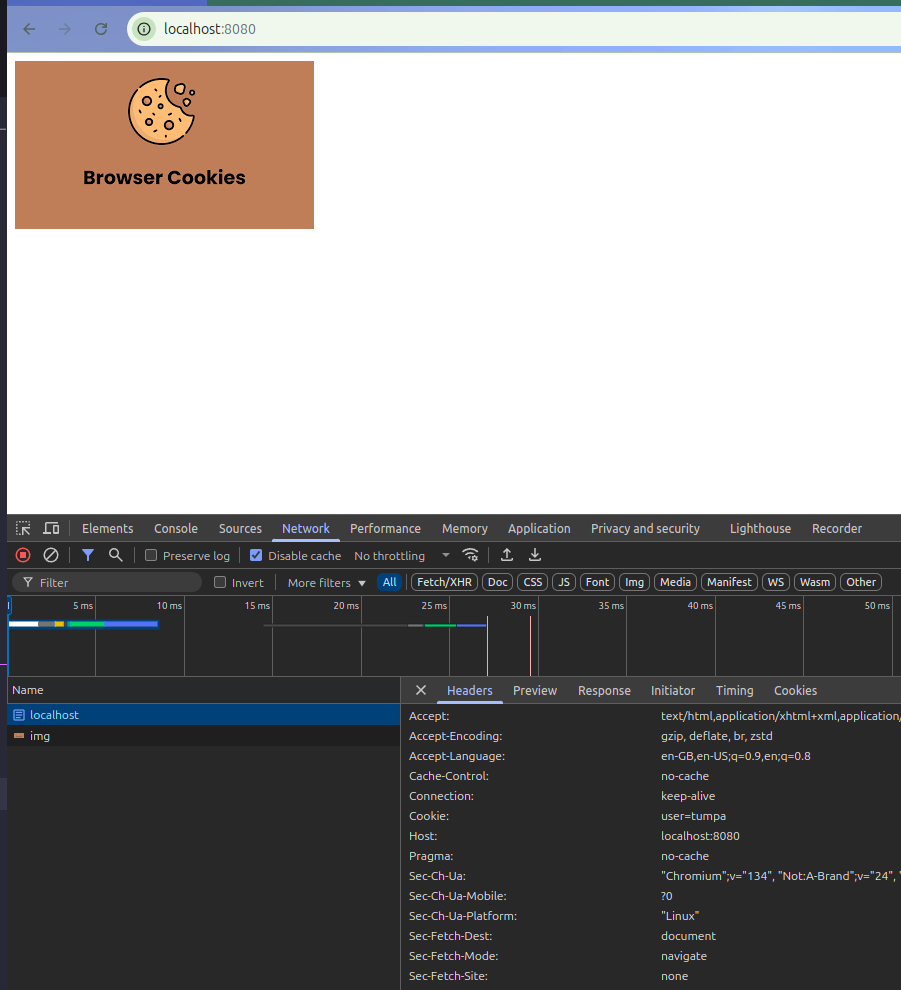 localhost:8080
Browser Cookies
Elements Console Sources Network Performance Memory Application Privacy and security Lighthouse Recorder
Preserve log Disable cache No throttling
Filter Invert More filters All Fetch/XHR Doc CSS JS Font Img Media Manifest WS Wasm Other
5 ms 10 ms 15 ms 20 ms 25 ms 30 ms 35 ms 40 ms 45 ms 50 ms
Name Headers Preview Response Initiator Timing Cookies
localhost
img
Accept: text/html,application/xhtml+xml,application/
Accept-Encoding: gzip, deflate, br, zstd
Accept-Language: en-GB,en-US;q=0.9,en;q=0.8
Cache-Control: no-cache
Connection: keep-alive
Cookie: user=tumpa
Host: localhost:8080
Pragma: no-cache
Sec-Ch-Ua: "Chromium";v="134", "Not:A-Brand";v="24", "
Sec-Ch-Ua-Mobile: ?0
Sec-Ch-Ua-Platform: "Linux"
Sec-Fetch-Dest: document
Sec-Fetch-Mode: navigate
Sec-Fetch-Site: none